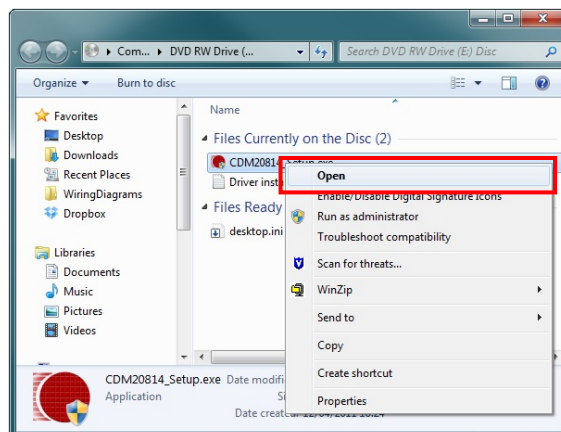 Com... DVD RW Drive (... Search DVD RW Drive (E:) Disc
Organize Burn to disc
Name
Favorites
Desktop
Downloads
Recent Places
WiringDiagrams
Dropbox
Libraries
Documents
Music
Pictures
Videos
Files Currently on the Disc (2)
CDM20814_Setup.exe
Driver inst
Files Ready
desktop.ini
Open
Enable/Disable Digital Signature Icons
Run as administrator
Troubleshoot compatibility
Scan for threats...
WinZip
Send to
Copy
Create shortcut
Properties
CDM20814_Setup.exe Date modifi
Application Si
Date created: 12/04/2011 16:24